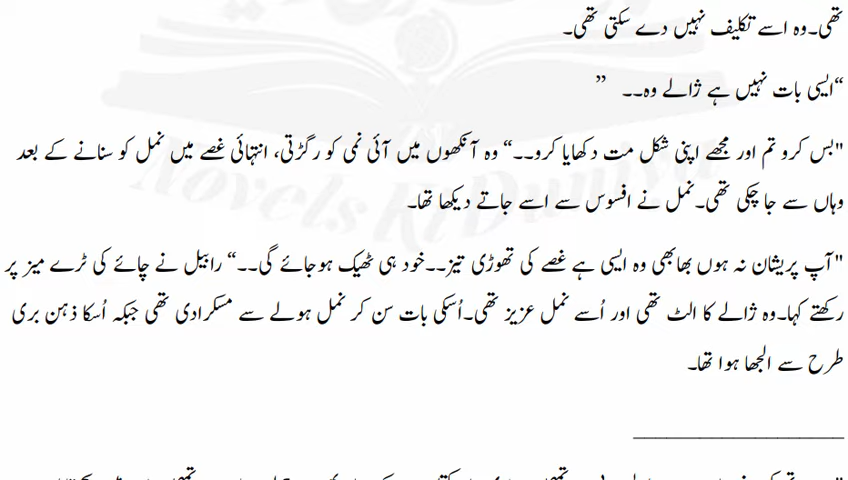 تھی۔وہ اسے تکلیف نہیں دے سکتی تھی۔
“ایسی بات نہیں ہے ژالے وہ۔۔ ”
"بس کرو تم اور مجھے اپنی شکل مت دکھایا کرو۔۔“ وہ آنکھوں میں آئی نمی کو رگڑتی، انتہائی غصے میں نمل کو سنانے کے بعد
وہاں سے جا چکی تھی۔نمل نے افسوس سے اسے جاتے دیکھا تھا۔
"آپ پریشان نہ ہوں بھابھی وہ ایسی ہے غصے کی تھوڑی تیز۔۔خود ہی ٹھیک ہوجائے گی۔۔“ رابیل نے چائے کی ٹرے میز پر
رکھتے کہا۔وہ ژالے کا الٹ تھی اور اُسے نمل عزیز تھی۔اُسکی بات سن کر نمل ہولے سے مسکرادی تھی جبکہ اُسکا ذہن بری
طرح سے الجھا ہوا تھا۔
Novels Ki Duniya